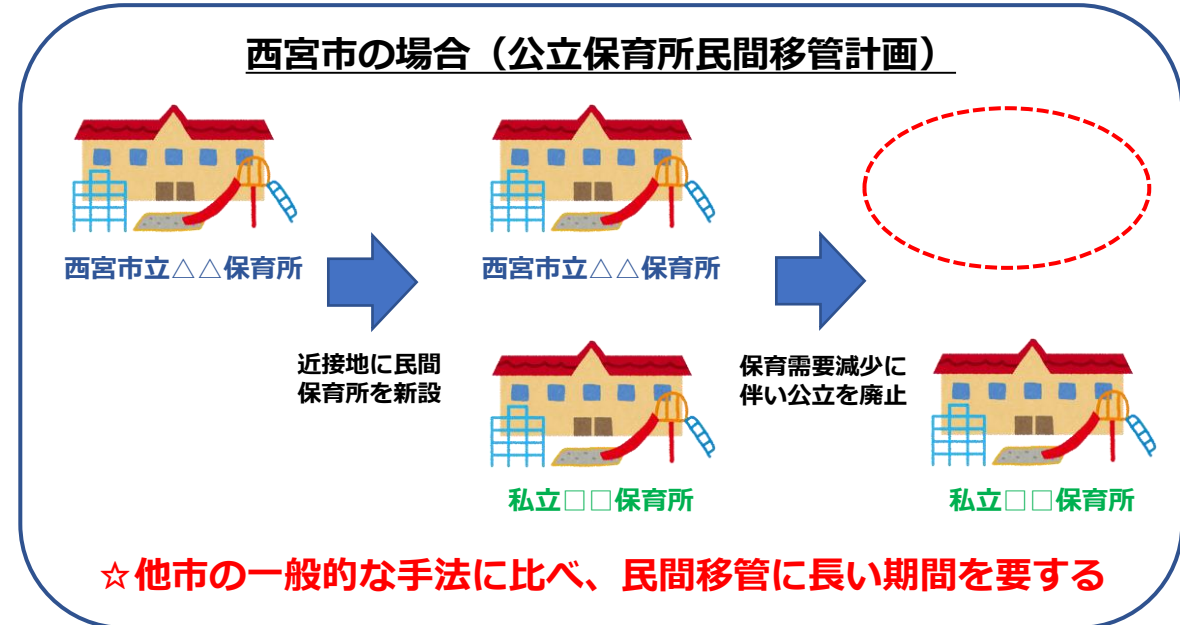 西宮市の場合（公立保育所民間移管計画）
西宮市立△△保育所
西宮市立△△保育所
近接地に民間
保育所を新設
保育需要減少に
伴い公立を廃止
私立□□保育所
私立□□保育所
☆他市の一般的な手法に比べ、民間移管に長い期間を要する